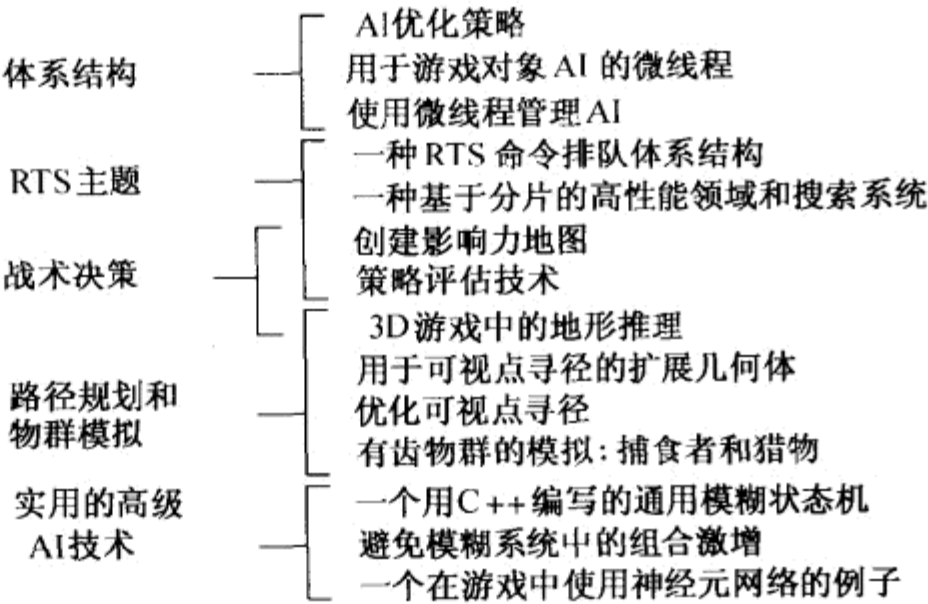 体系结构
AI优化策略
用于游戏对象AI的微线程
使用微线程管理AI
RTS主题
一种RTS命令排队体系结构
一种基于分片的高性能领域和搜索系统
战术决策
创建影响力地图
策略评估技术
3D游戏中的地形推理
路径规划和
物群模拟
用于可视点寻径的扩展几何体
优化可视点寻径
有齿物群的模拟:捕食者和猎物
实用的高级
AI技术
一个用C++编写的通用模糊状态机
避免模糊系统中的组合激增
一个在游戏中使用神经元网络的例子